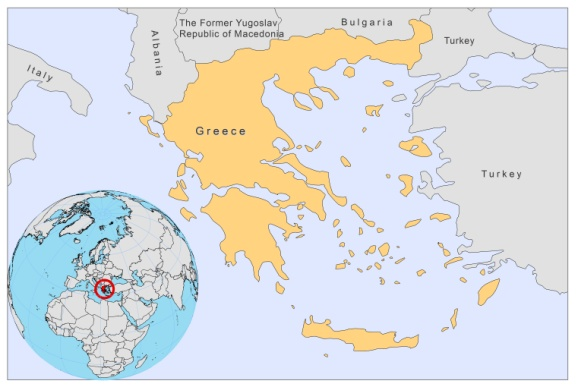 The Former Yugoslav
Republic of Macedonia
Bulgaria
Turkey
Albania
Italy
Greece
Turkey